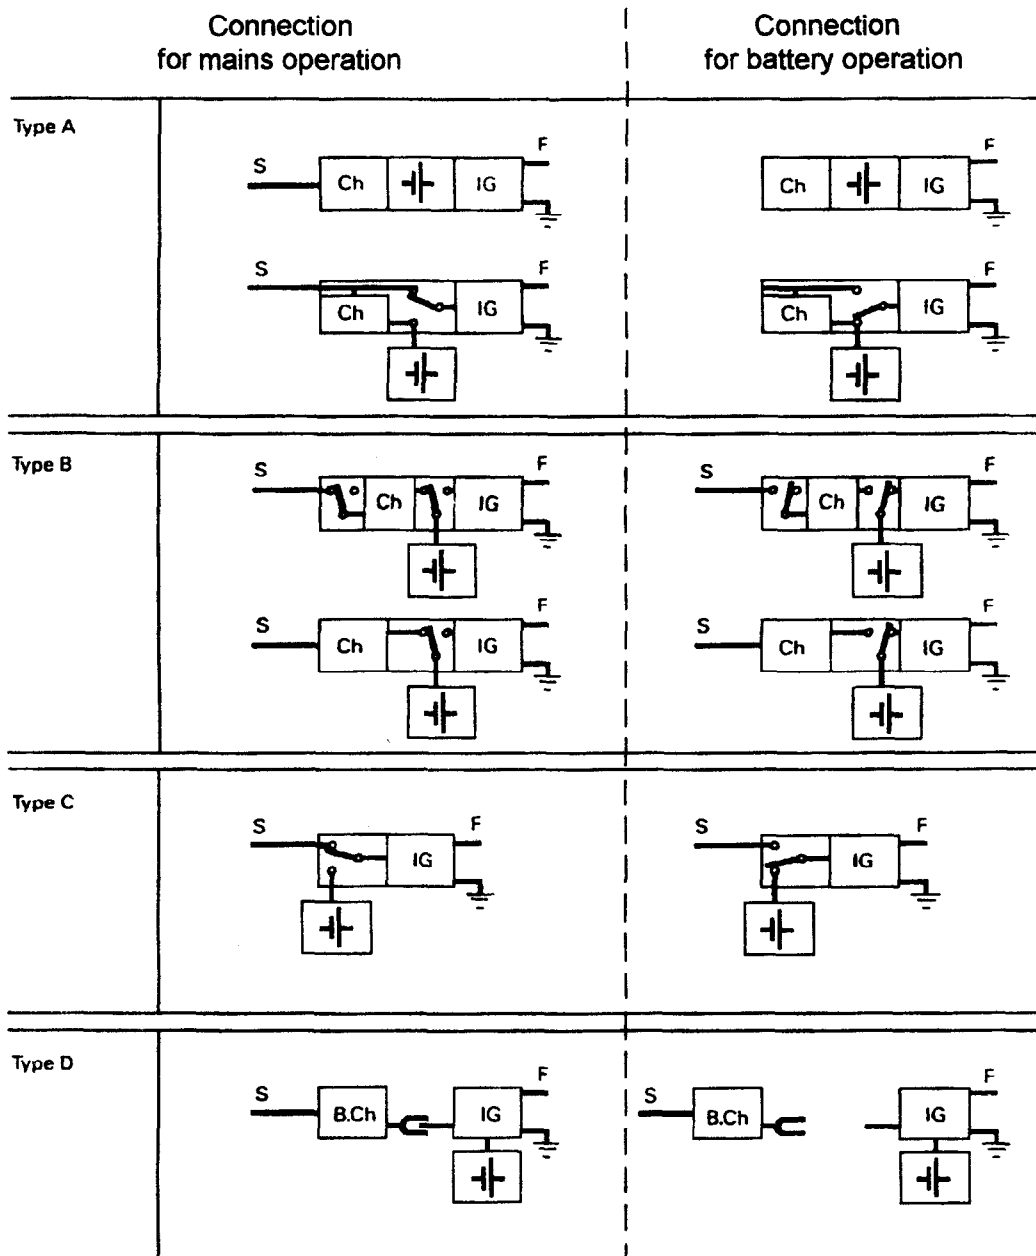 Connection
for mains operation
Connection
for battery operation
Type A
S
Ch
IG
F
Ch
IG
F
S
Ch
IG
F
Ch
IG
F
Type B
S
Ch
IG
F
S
Ch
IG
F
S
Ch
IG
F
S
Ch
IG
F
Type C
S
IG
F
S
IG
F
Type D
S
B.Ch
IG
F
S
B.Ch
IG
F